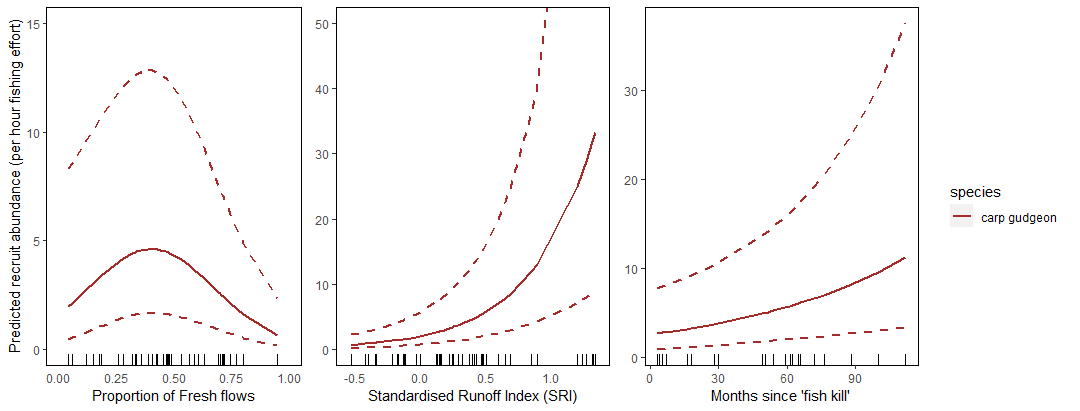 Predicted recruit abundance (per hour fishing effort)
15
10
5
0
0.00 0.25 0.50 0.75 1.00
Proportion of Fresh flows
50
40
30
20
10
0
-0.5 0.0 0.5 1.0
Standardised Runoff Index (SRI)
30
20
10
0
0 30 60 90
Months since 'fish kill'
species
carp gudgeon